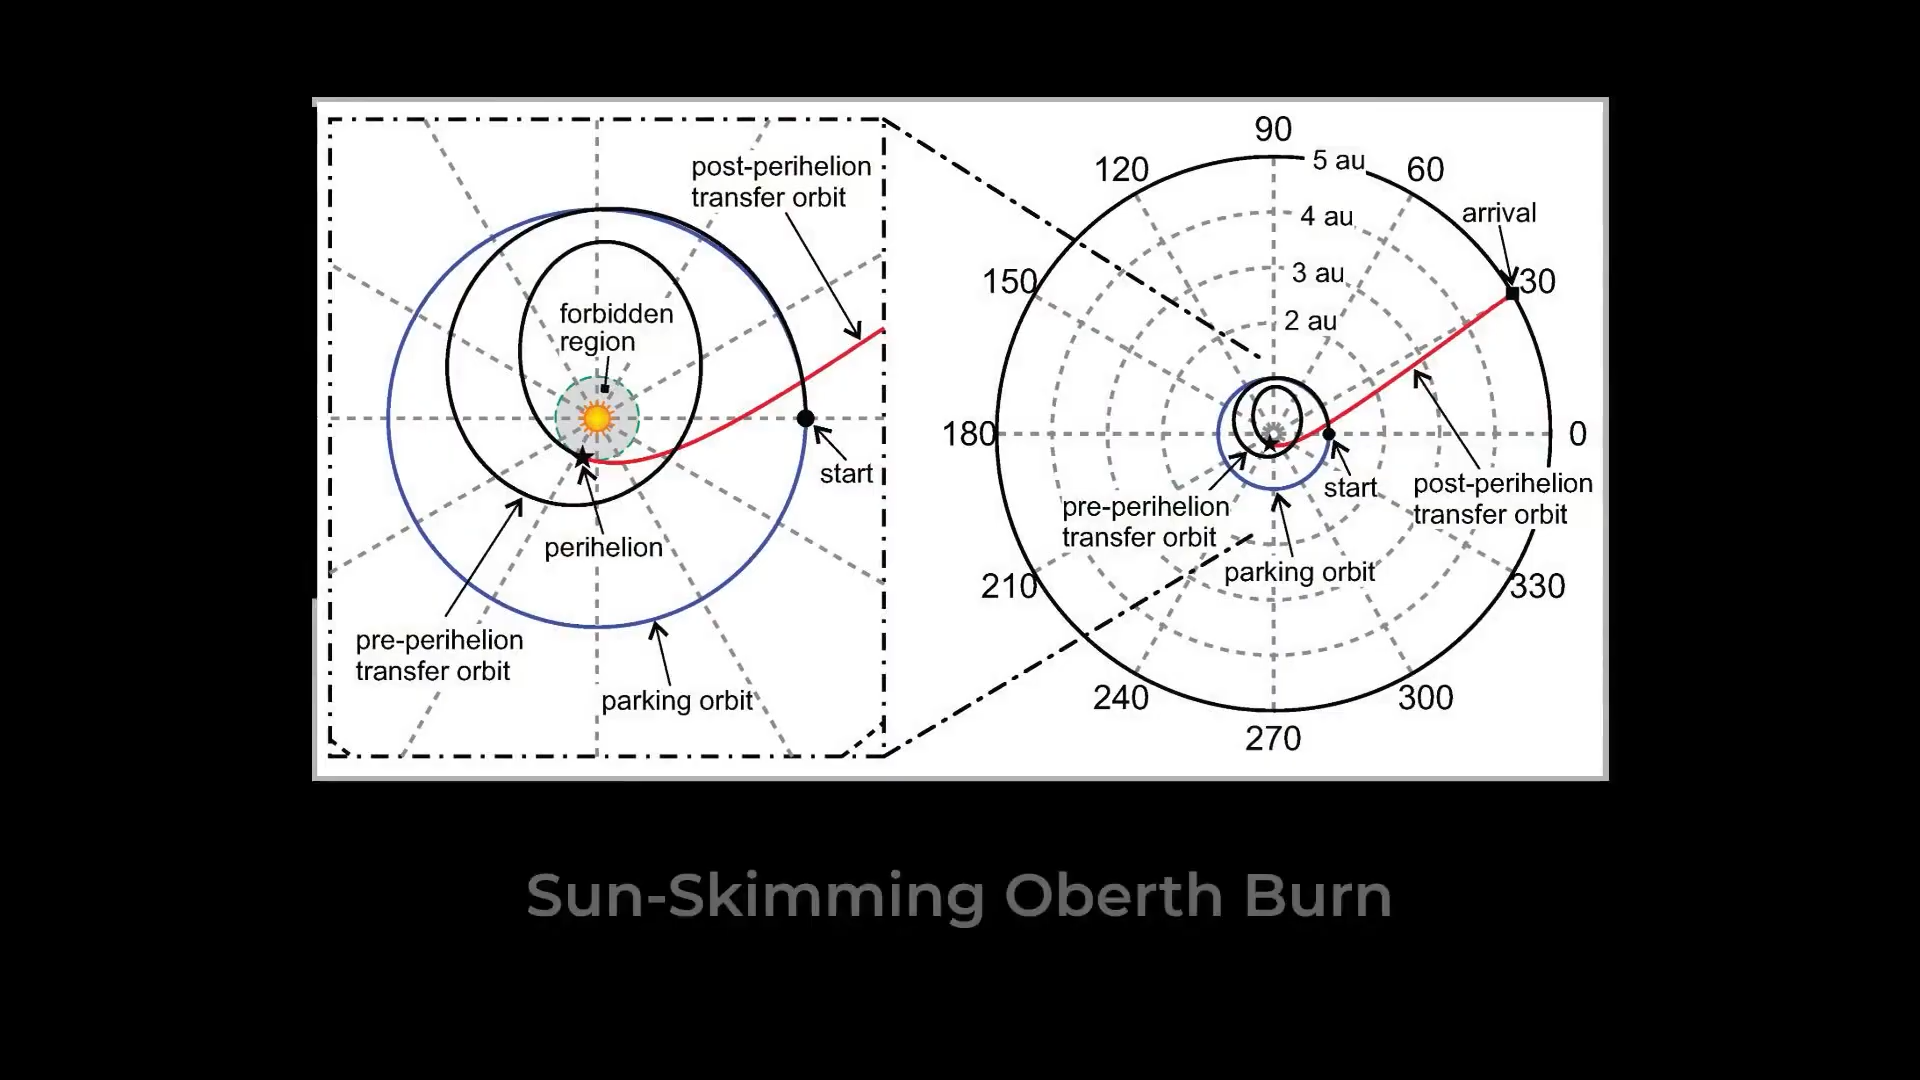 post-perihelion
transfer orbit
forbidden
region
start
perihelion
pre-perihelion
transfer orbit
parking orbit
90
120
5 au
60
4 au
arrival
150
3 au
30
2 au
180
0
pre-perihelion
transfer orbit
start
post-perihelion
transfer orbit
parking orbit
210
330
240
300
270
Sun-Skimming Oberth Burn